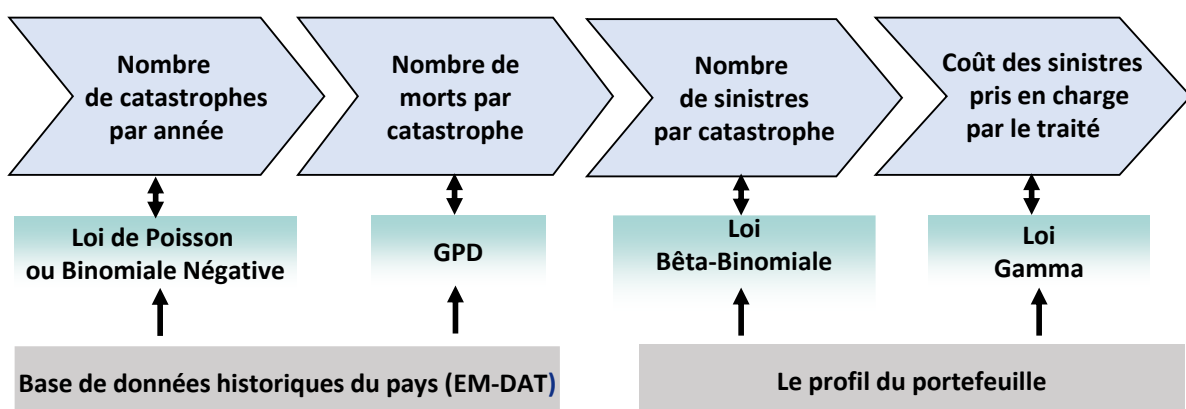 Nombre
de catastrophes
par année
Nombre de
morts par
catastrophe
Nombre
de sinistres
par catastrophe
Coût des sinistres
pris en charge
par le traité
Loi de Poisson
ou Binomiale Négative
GPD
Loi
Bêta-Binomiale
Loi
Gamma
Base de données historiques du pays (EM-DAT)
Le profil du portefeuille